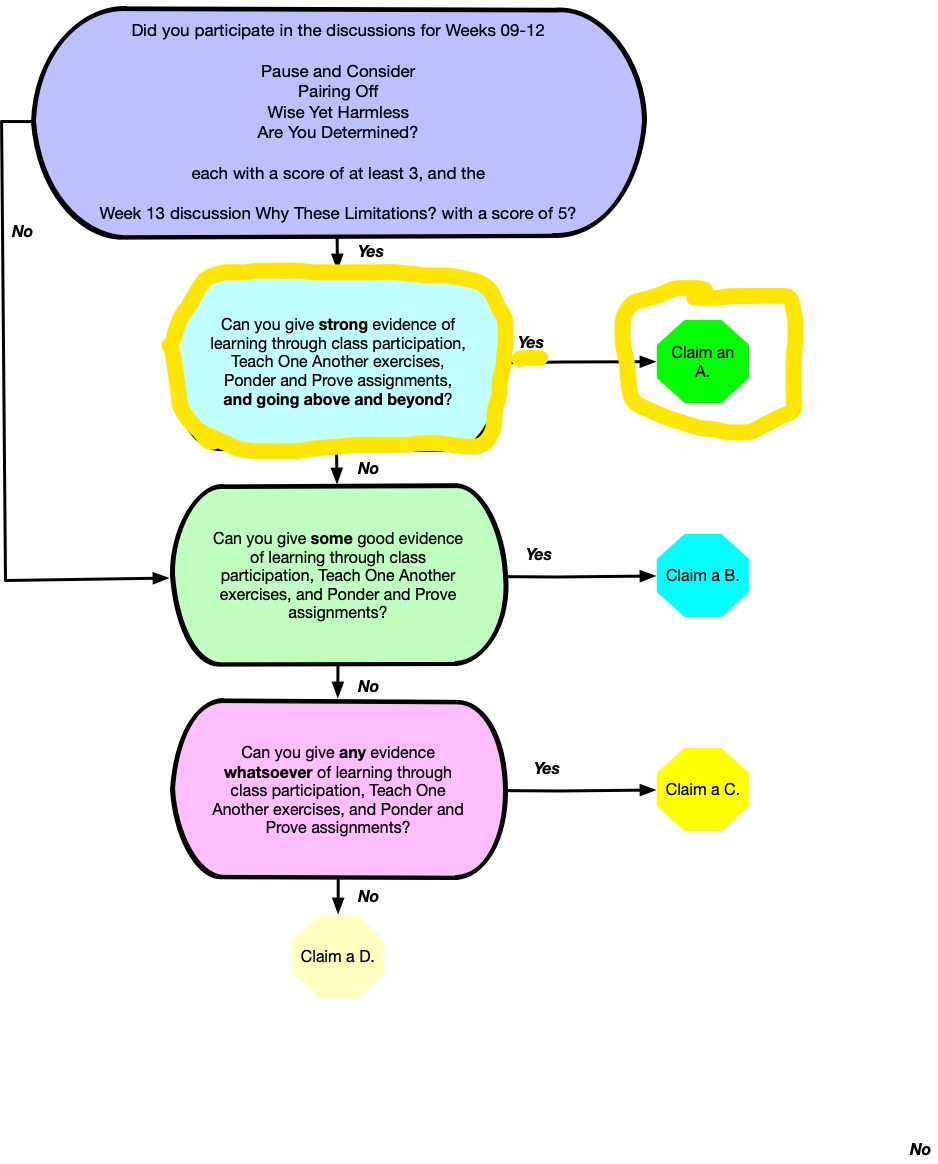 Did you participate in the discussions for Weeks 09-12
Pause and Consider
Pairing Off
Wise Yet Harmless
Are You Determined?
each with a score of at least 3, and the
Week 13 discussion Why These Limitations? with a score of 5?
No
Yes
Can you give strong evidence of
learning through class participation,
Teach One Another exercises,
Ponder and Prove assignments,
and going above and beyond?
Yes
Claim an
A.
No
Can you give some good evidence
of learning through class
participation, Teach One Another
exercises, and Ponder and Prove
assignments?
Yes
Claim a B.
No
Can you give any evidence
whatsoever of learning through
class participation, Teach One
Another exercises, and Ponder and
Prove assignments?
Yes
Claim a C.
No
Claim a D.
No